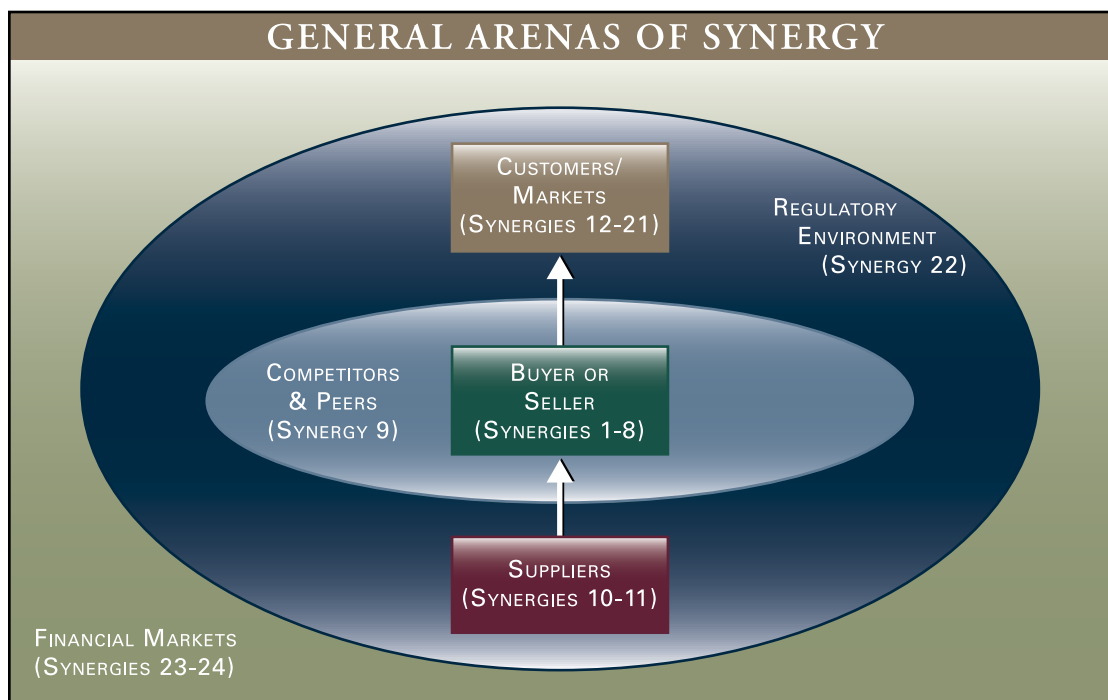 GENERAL ARENAS OF SYNERGY
CUSTOMERS/
MARKETS
(SYNERGIES 12-21)
REGULATORY
ENVIRONMENT
(SYNERGY 22)
COMPETITORS
& PEERS
(SYNERGY 9)
BUYER OR
SELLER
(SYNERGIES 1-8)
SUPPLIERS
(SYNERGIES 10-11)
FINANCIAL MARKETS
(SYNERGIES 23-24)